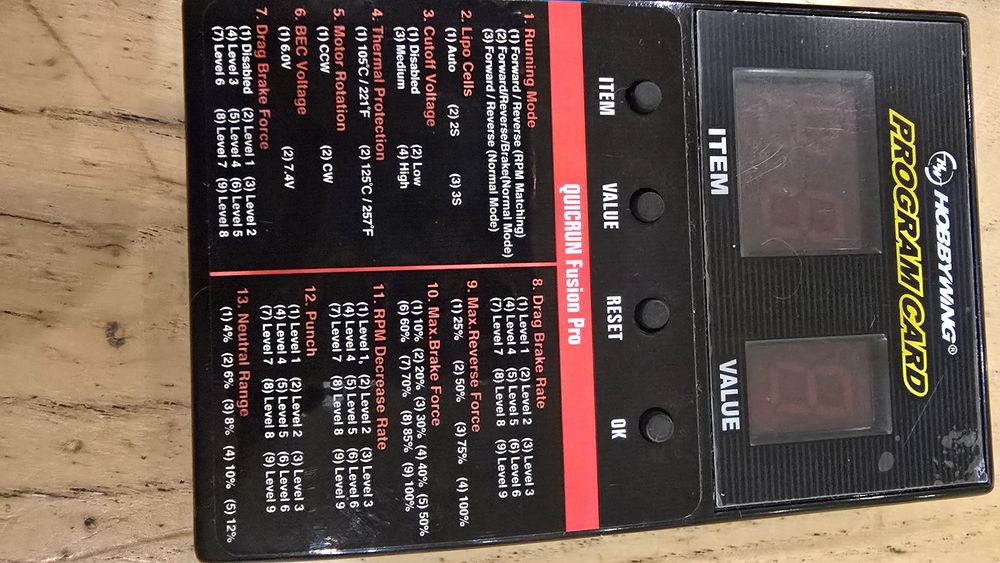 HW HOBBYWING®
PROGRAM CARD
ITEM
VALUE
ITEM
VALUE
RESET
OK
QUICRUN Fusion Pro
1. Running Mode
(1) Forward / Reverse (RPM Matching)
(2) Forward/Reverse/Brake(Normal Mode)
(3) Forward / Reverse (Normal Mode)
2. Lipo Cells
(1) Auto (2) 2S (3) 3S
3. Cutoff Voltage
(1) Disabled (2) Low
(3) Medium (4) High
4. Thermal Protection
(1) 105℃ / 221℉ (2) 125℃ / 257℉
5. Motor Rotation
(1) CCW (2) CW
6. BEC Voltage
(1) 6.0V (2) 7.4V
7. Drag Brake Force
(1) Disabled (2) Level 1 (3) Level 2
(4) Level 3 (5) Level 4 (6) Level 5
(7) Level 6 (8) Level 7 (9) Level 8
8. Drag Brake Rate
(1) Level 1 (2) Level 2 (3) Level 3
(4) Level 4 (5) Level 5 (6) Level 6
(7) Level 7 (8) Level 8 (9) Level 9
9. Max.Reverse Force
(1) 25% (2) 50% (3) 75% (4) 100%
10. Max.Brake Force
(1) 10% (2) 20% (3) 30% (4) 40% (5) 50%
(6) 60% (7) 70% (8) 85% (9) 100%
11. RPM Decrease Rate
(1) Level 1, (2) Level 2 (3) Level 3
(4) Level 4 (5) Level 5 (6) Level 6
(7) Level 7 (8) Level 8 (9) Level 9
12. Punch
(1) Level 1 (2) Level 2 (3) Level 3
(4) Level 4 (5) Level 5 (6) Level 6
(7) Level 7 (8) Level 8 (9) Level 9
13. Neutral Range
(1) 4% (2) 6% (3) 8% (4) 10% (5) 12%